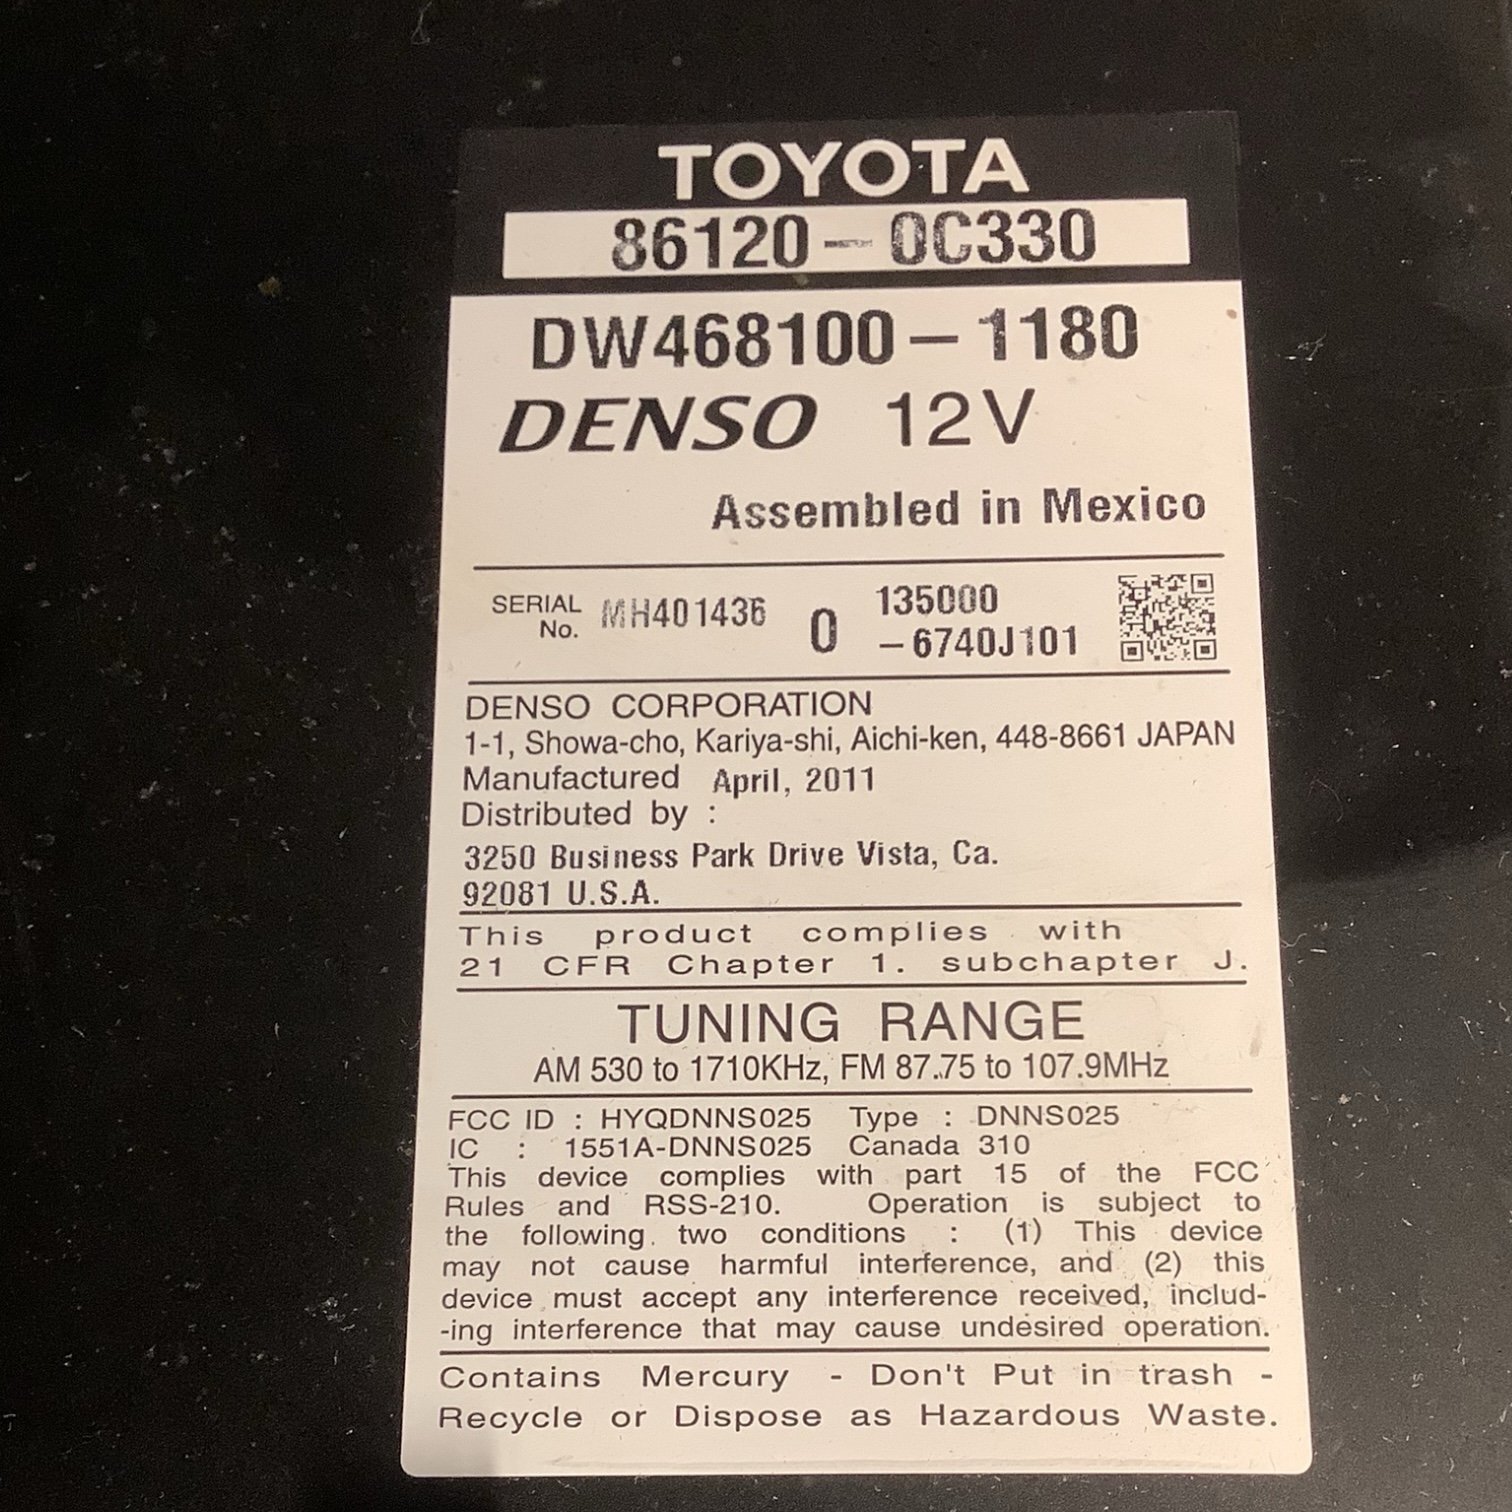 TOYOTA
86120-0C330
DW468100-1180
DENSO 12V
Assembled in Mexico
SERIAL No. MH401436 0 135000
-6740J101
DENSO CORPORATION
1-1, Showa-cho, Kariya-shi, Aichi-ken, 448-8661 JAPAN
Manufactured April, 2011
Distributed by :
3250 Business Park Drive Vista, Ca.
92081 U.S.A.
This product complies with
21 CFR Chapter 1. subchapter J.
TUNING RANGE
AM 530 to 1710KHz, FM 87.75 to 107.9MHz
FCC ID : HYQDNNS025 Type : DNNS025
IC : 1551A-DNNS025 Canada 310
This device complies with part 15 of the FCC
Rules and RSS-210. Operation is subject to
the following two conditions : (1) This device
may not cause harmful interference, and (2) this
device must accept any interference received, includ-
-ing interference that may cause undesired operation.
Contains Mercury - Don't Put in trash -
Recycle or Dispose as Hazardous Waste.